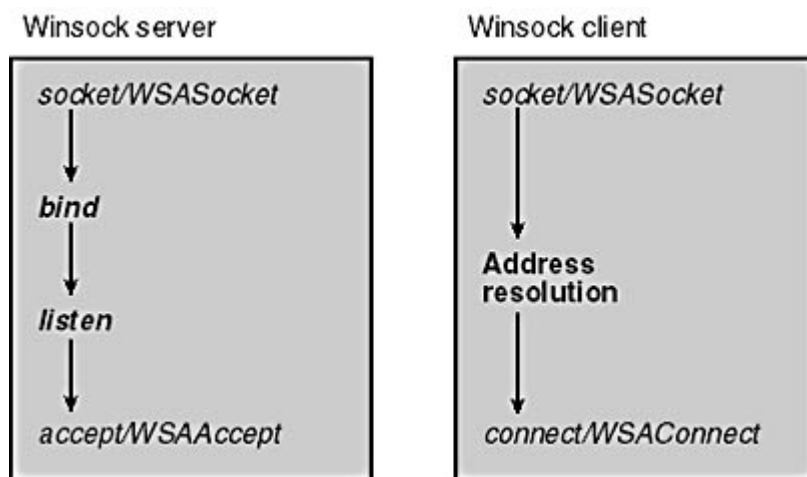 Winsock server
socket/WSASocket
bind
listen
accept/WSAAccept
Winsock client
socket/WSASocket
Address
resolution
connect/WSAConnect